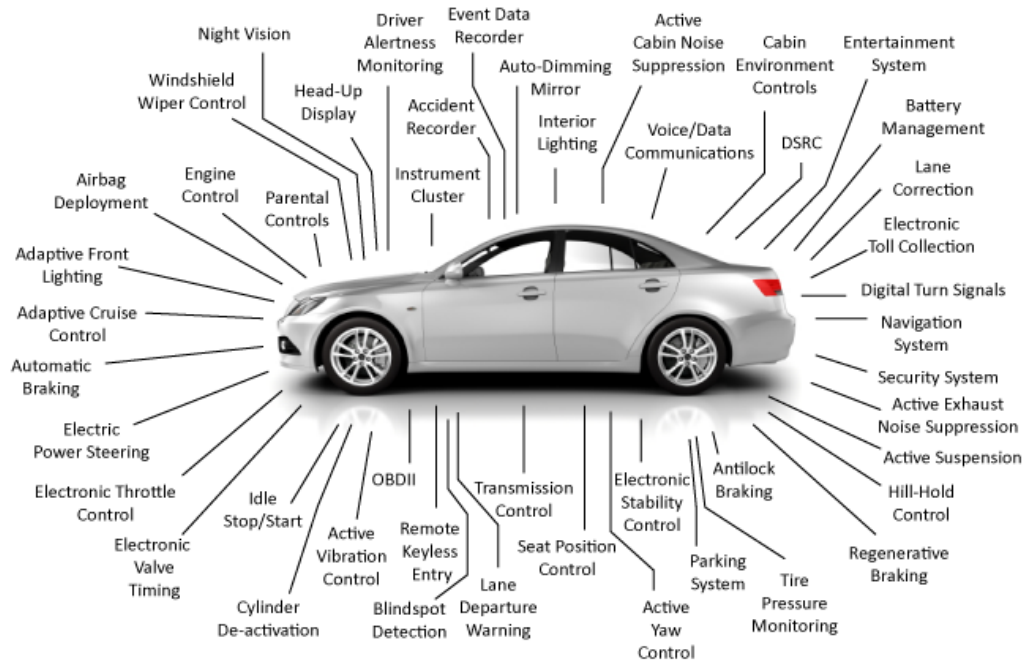 Night Vision
Driver
Alertness
Monitoring
Event Data
Recorder
Active
Cabin Noise
Suppression
Cabin
Environment
Controls
Entertainment
System
Windshield
Wiper Control
Head-Up
Display
Accident
Recorder
Auto-Dimming
Mirror
Interior
Lighting
Voice/Data
Communications
DSRC
Battery
Management
Airbag
Deployment
Engine
Control
Parental
Controls
Instrument
Cluster
Lane
Correction
Electronic
Toll Collection
Adaptive Front
Lighting
Digital Turn Signals
Adaptive Cruise
Control
Navigation
System
Automatic
Braking
Security System
Electric
Power Steering
Active Exhaust
Noise Suppression
Active Suspension
Electronic Throttle
Control
Idle
Stop/Start
OBDII
Transmission
Control
Electronic
Stability
Control
Antilock
Braking
Hill-Hold
Control
Electronic
Valve
Timing
Active
Vibration
Control
Remote
Keyless
Entry
Seat Position
Control
Parking
System
Regenerative
Braking
Cylinder
De-activation
Blindspot
Detection
Lane
Departure
Warning
Active
Yaw
Control
Tire
Pressure
Monitoring